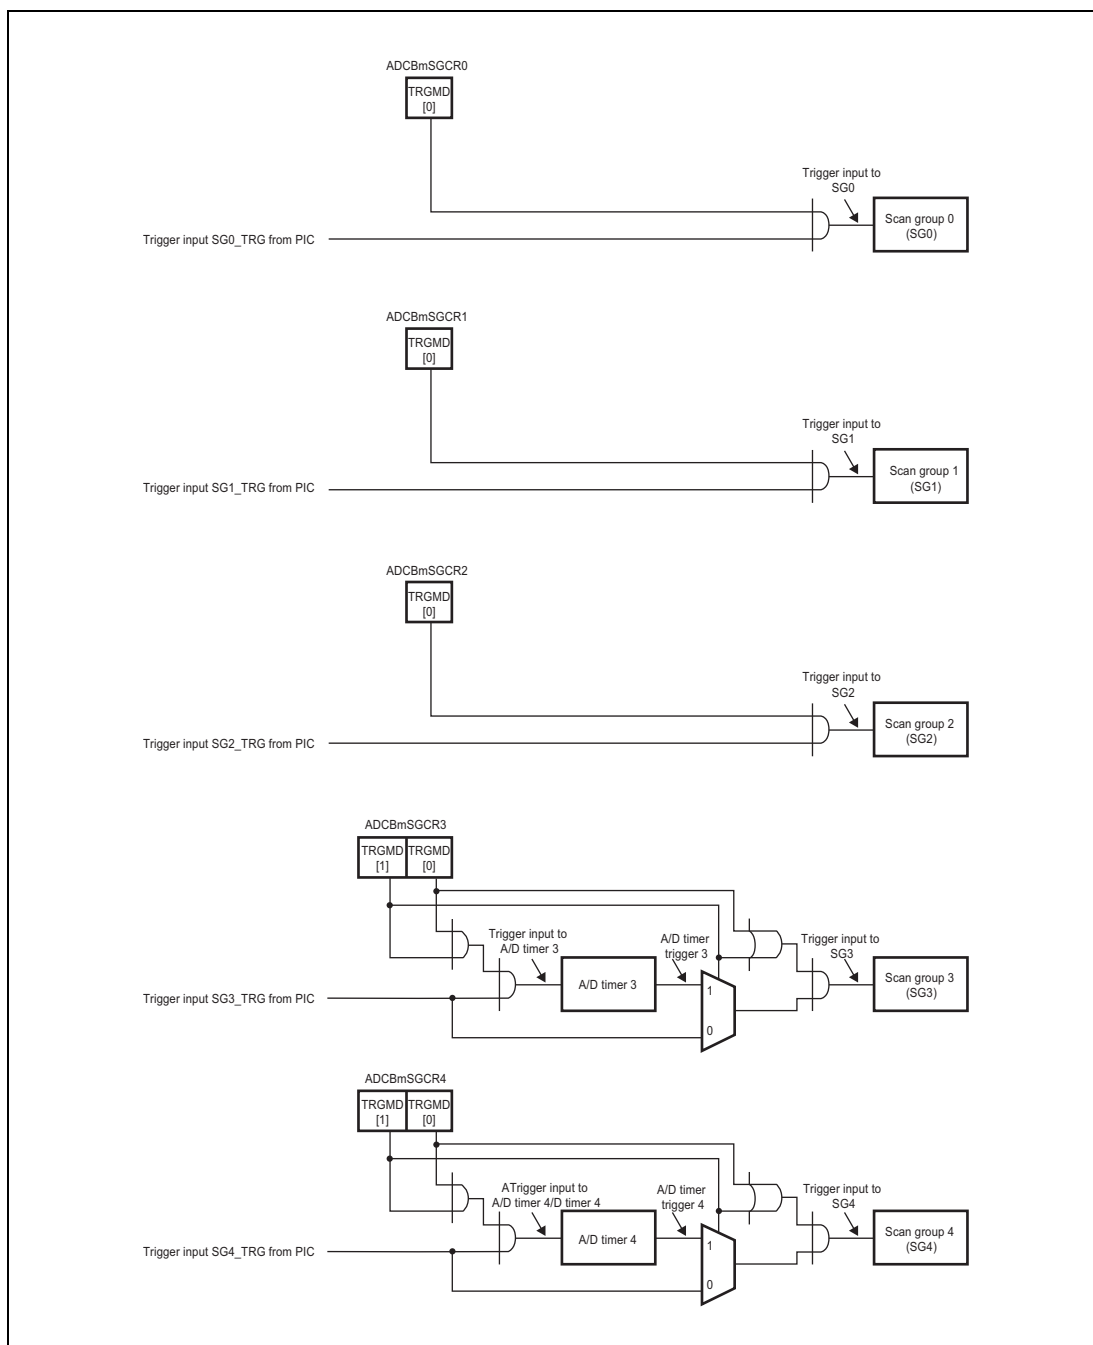 ADCBmSGCR0
TRGMD
[0]
Trigger input to
SG0
Scan group 0
(SG0)
Trigger input SG0_TRG from PIC
ADCBmSGCR1
TRGMD
[0]
Trigger input to
SG1
Scan group 1
(SG1)
Trigger input SG1_TRG from PIC
ADCBmSGCR2
TRGMD
[0]
Trigger input to
SG2
Scan group 2
(SG2)
Trigger input SG2_TRG from PIC
ADCBmSGCR3
TRGMD
[1]
TRGMD
[0]
Trigger input to
A/D timer 3
A/D timer
trigger 3
Trigger input to
SG3
A/D timer 3
1
0
Scan group 3
(SG3)
Trigger input SG3_TRG from PIC
ADCBmSGCR4
TRGMD
[1]
TRGMD
[0]
ATrigger input to
A/D timer 4/D timer 4
A/D timer
trigger 4
Trigger input to
SG4
A/D timer 4
1
0
Scan group 4
(SG4)
Trigger input SG4_TRG from PIC